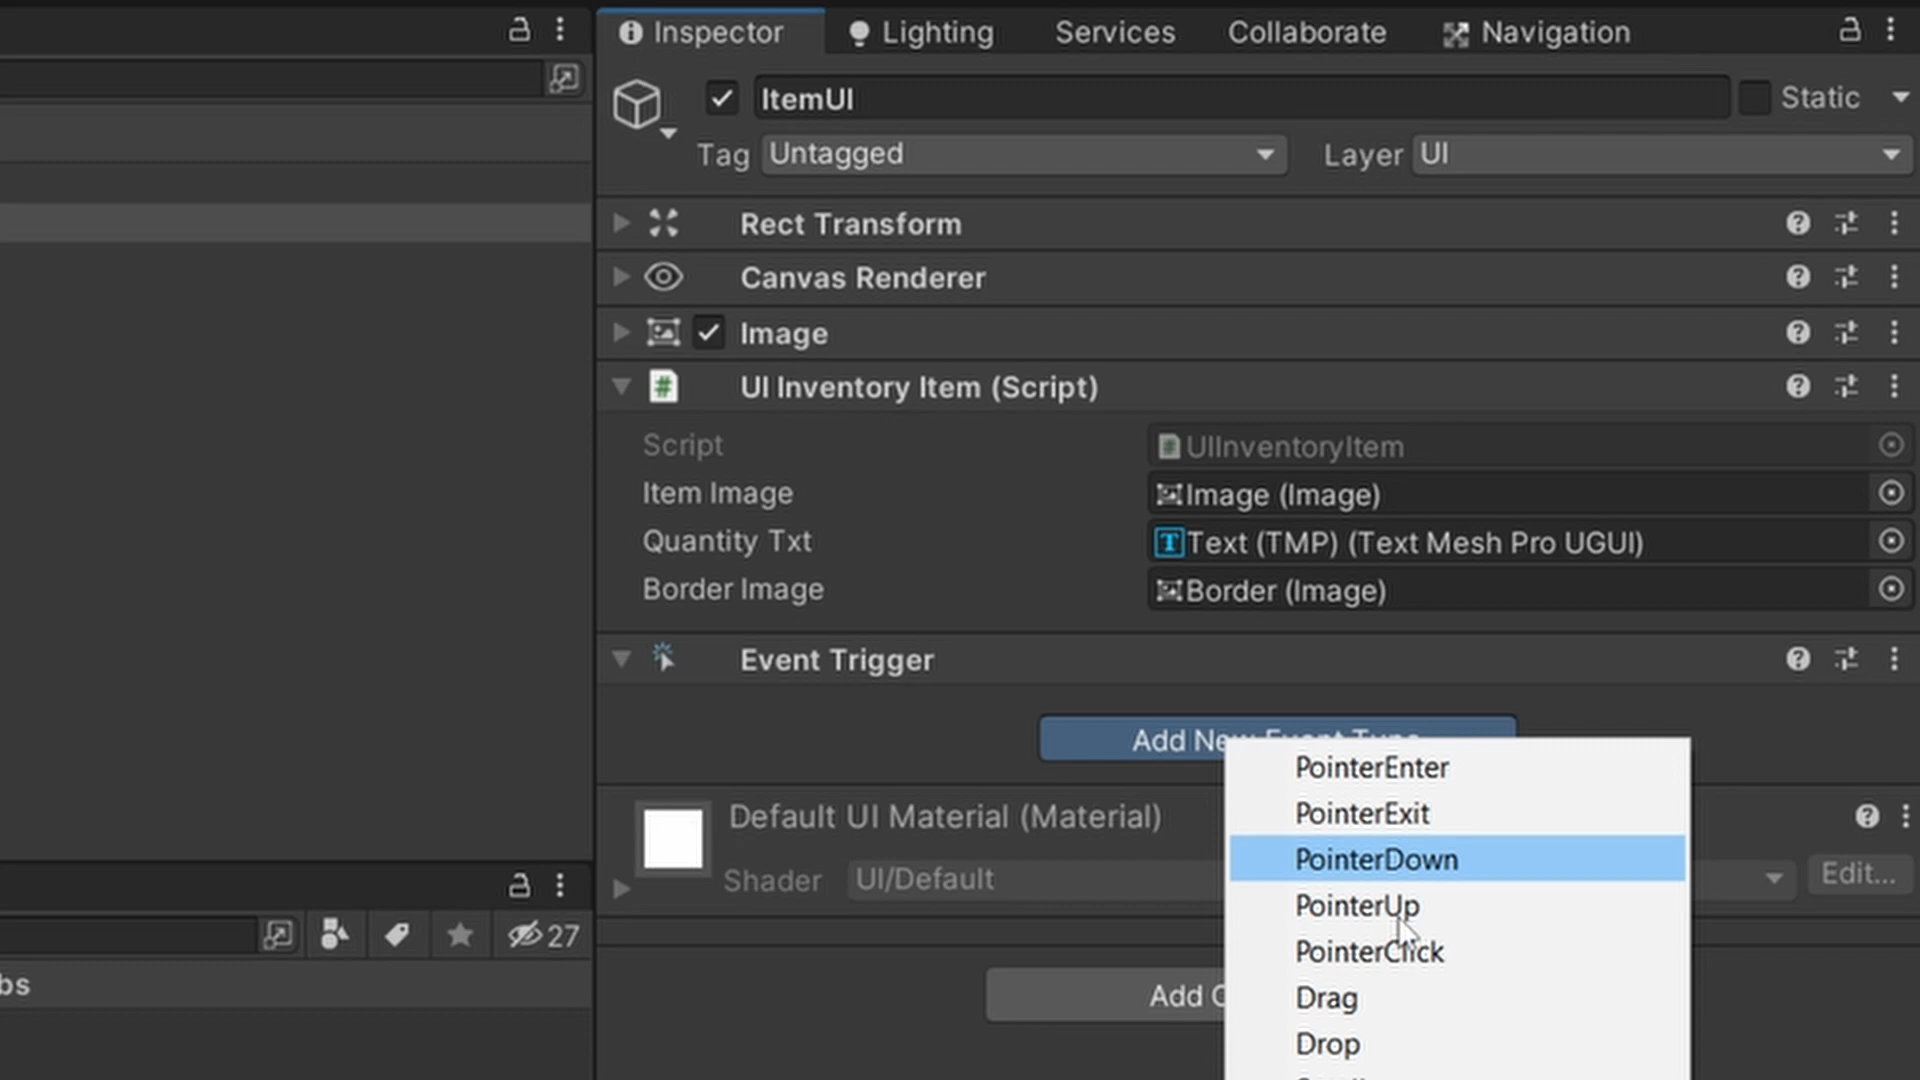 Inspector Lighting Services Collaborate Navigation
ItemUI Static
Tag Untagged Layer UI
Rect Transform
Canvas Renderer
Image
# UI Inventory Item (Script)
Script # UIInventoryItem
Item Image Image (Image)
Quantity Txt T Text (TMP) (Text Mesh Pro UGUI)
Border Image Border (Image)
Event Trigger
Add New Event Type
PointerEnter
PointerExit
PointerDown
PointerUp
PointerClick
Drag
Drop
Default UI Material (Material)
Shader UI/Default Edit...
27
bs
Add C